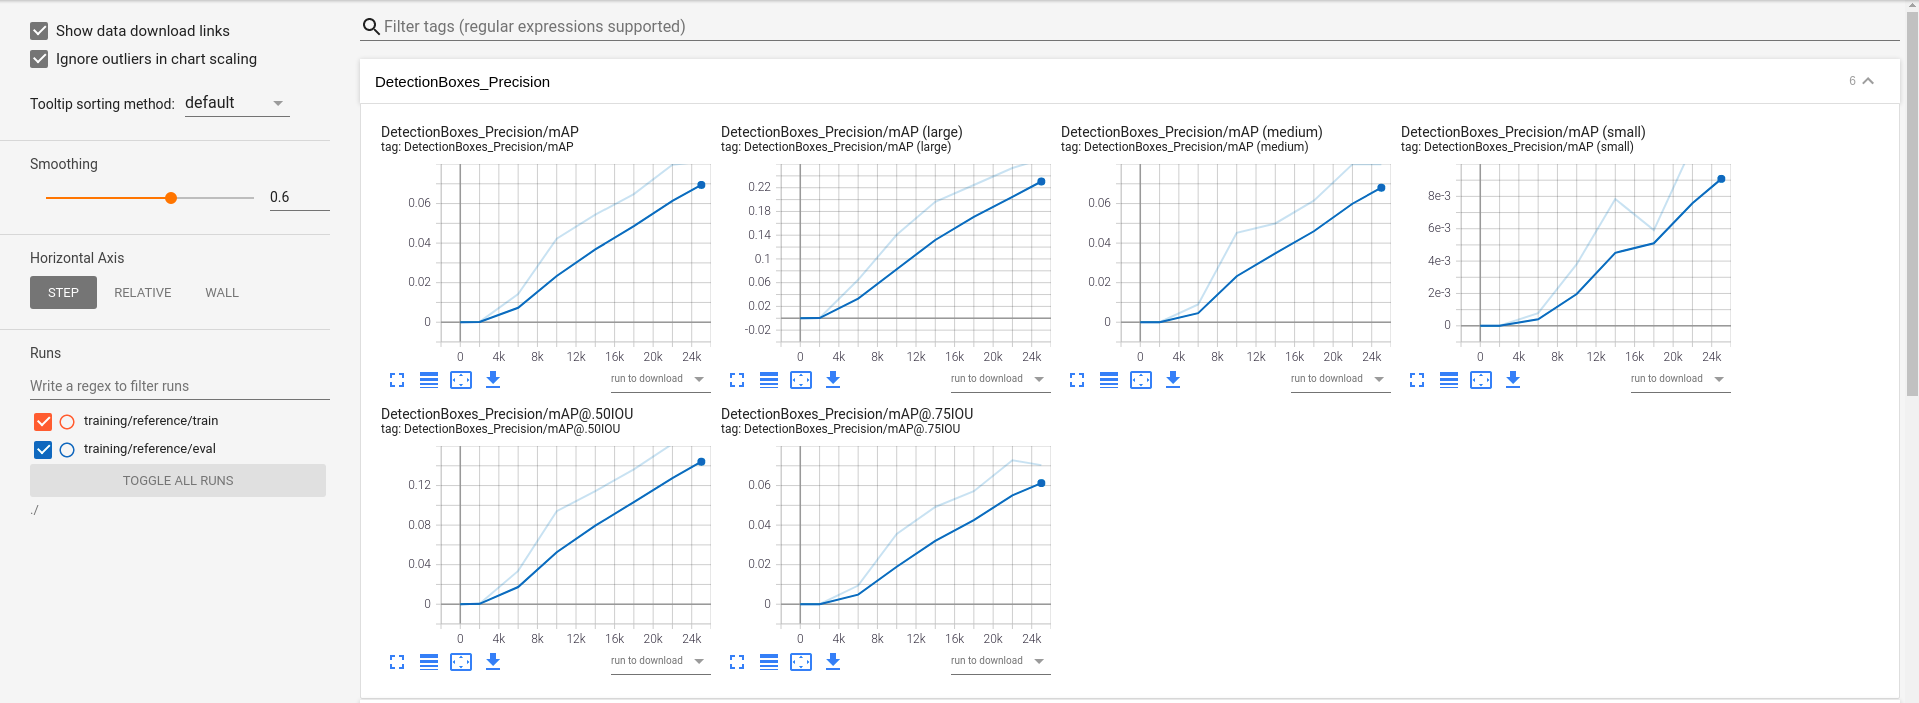 Show data download links
Ignore outliers in chart scaling
Tooltip sorting method: default
Smoothing
0.6
Horizontal Axis
STEP RELATIVE WALL
Runs
Write a regex to filter runs
training/reference/train
training/reference/eval
TOGGLE ALL RUNS
./
Filter tags (regular expressions supported)
DetectionBoxes_Precision 6
DetectionBoxes_Precision/mAP
tag: DetectionBoxes_Precision/mAP
0.06
0.04
0.02
0
0 4k 8k 12k 16k 20k 24k
run to download
DetectionBoxes_Precision/mAP (large)
tag: DetectionBoxes_Precision/mAP (large)
0.22
0.18
0.14
0.1
0.06
0.02
-0.02
0 4k 8k 12k 16k 20k 24k
run to download
DetectionBoxes_Precision/mAP (medium)
tag: DetectionBoxes_Precision/mAP (medium)
0.06
0.04
0.02
0
0 4k 8k 12k 16k 20k 24k
run to download
DetectionBoxes_Precision/mAP (small)
tag: DetectionBoxes_Precision/mAP (small)
8e-3
6e-3
4e-3
2e-3
0
0 4k 8k 12k 16k 20k 24k
run to download
DetectionBoxes_Precision/mAP@.50IOU
tag: DetectionBoxes_Precision/mAP@.50IOU
0.12
0.08
0.04
0
0 4k 8k 12k 16k 20k 24k
run to download
DetectionBoxes_Precision/mAP@.75IOU
tag: DetectionBoxes_Precision/mAP@.75IOU
0.06
0.04
0.02
0
0 4k 8k 12k 16k 20k 24k
run to download